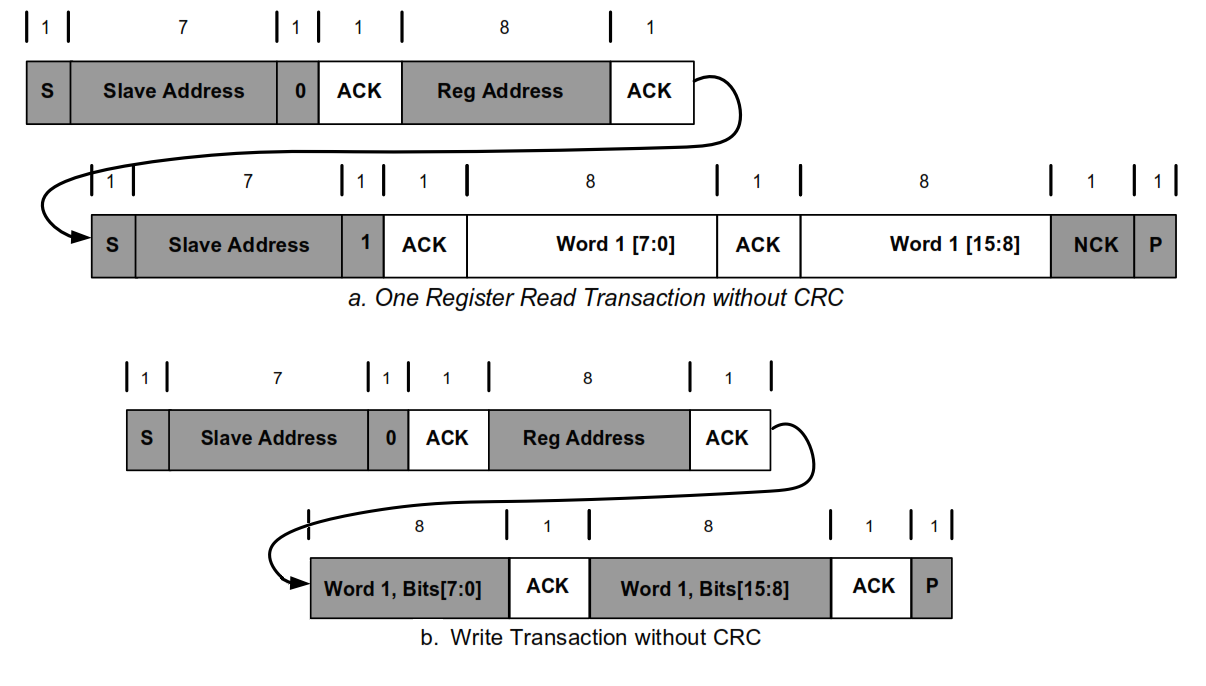 1 7 1 1 8 1
S Slave Address 0 ACK Reg Address ACK
1 7 1 1 8 1 8 1 1
S Slave Address 1 ACK Word 1 [7:0] ACK Word 1 [15:8] NCK P
a. One Register Read Transaction without CRC
1 7 1 1 8 1
S Slave Address 0 ACK Reg Address ACK
8 1 8 1 1
Word 1, Bits[7:0] ACK Word 1, Bits[15:8] ACK P
b. Write Transaction without CRC